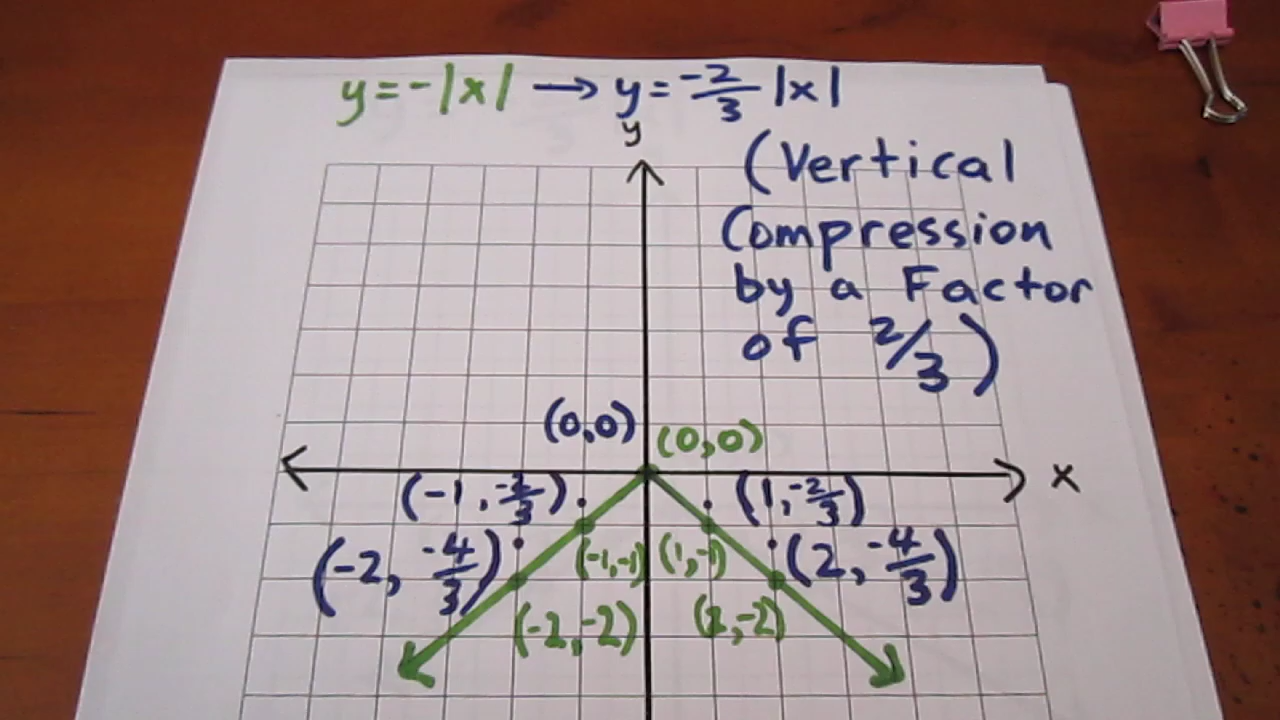 y=-|x| → y=-2/3|x|
y
(Vertical
Compression
by a Factor
of 2/3)
(0,0) (0,0)
x
(-1,-2/3) (1,-2/3)
(-2,-4/3) (-1,-1) (1,-1) (2,-4/3)
(-2,-2) (2,-2)